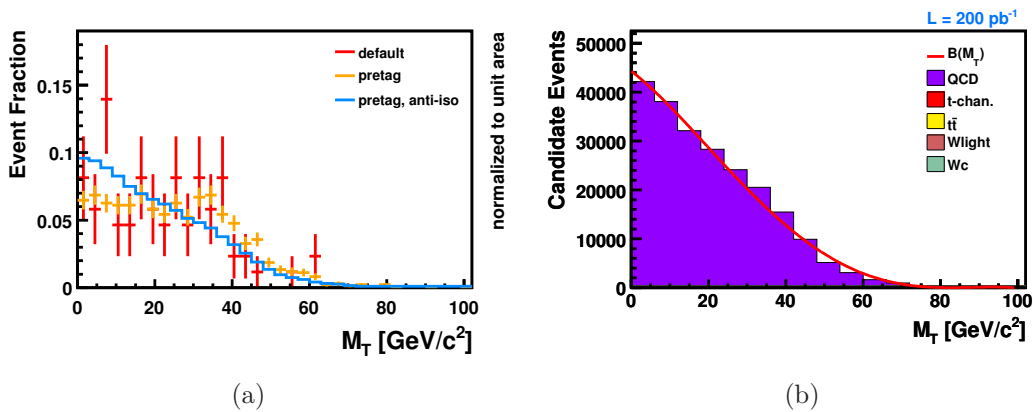 Event Fraction
0.15
0.1
0.05
0
0 20 40 60 80 100
M_T [GeV/c²]
default
pretag
pretag, anti-iso
normalized to unit area
(a)
L = 200 pb⁻¹
Candidate Events
50000
40000
30000
20000
10000
0
0 20 40 60 80 100
M_T [GeV/c²]
B(M_T)
QCD
t-chan.
tt̄
Wlight
Wc
(b)